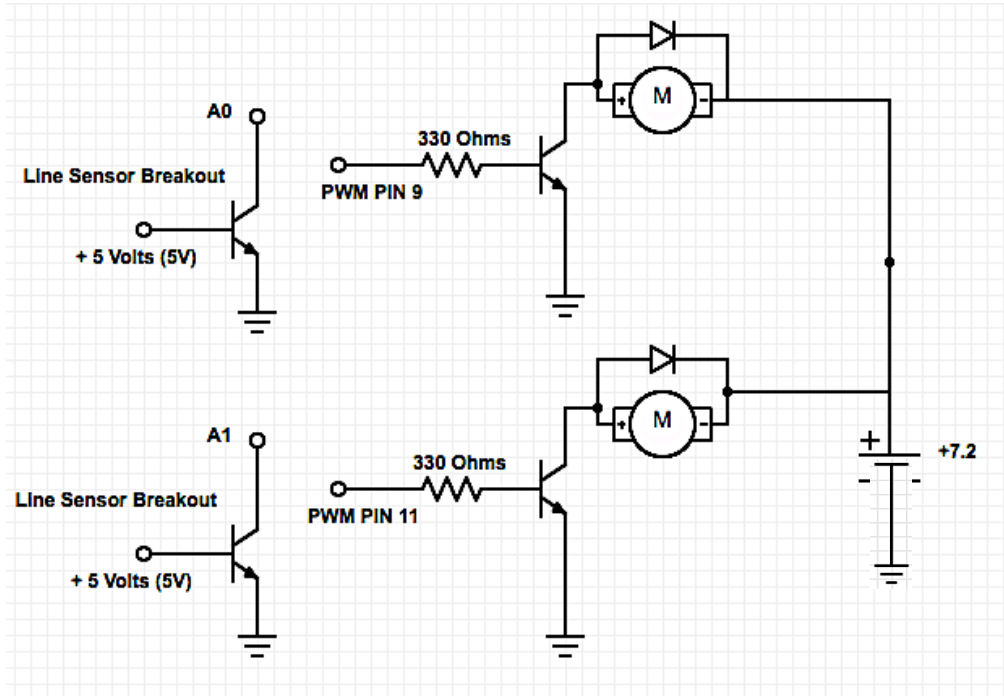 A0
Line Sensor Breakout
+ 5 Volts (5V)
330 Ohms
PWM PIN 9
+ M -
A1
Line Sensor Breakout
+ 5 Volts (5V)
330 Ohms
PWM PIN 11
+ M -
+ +7.2
- -